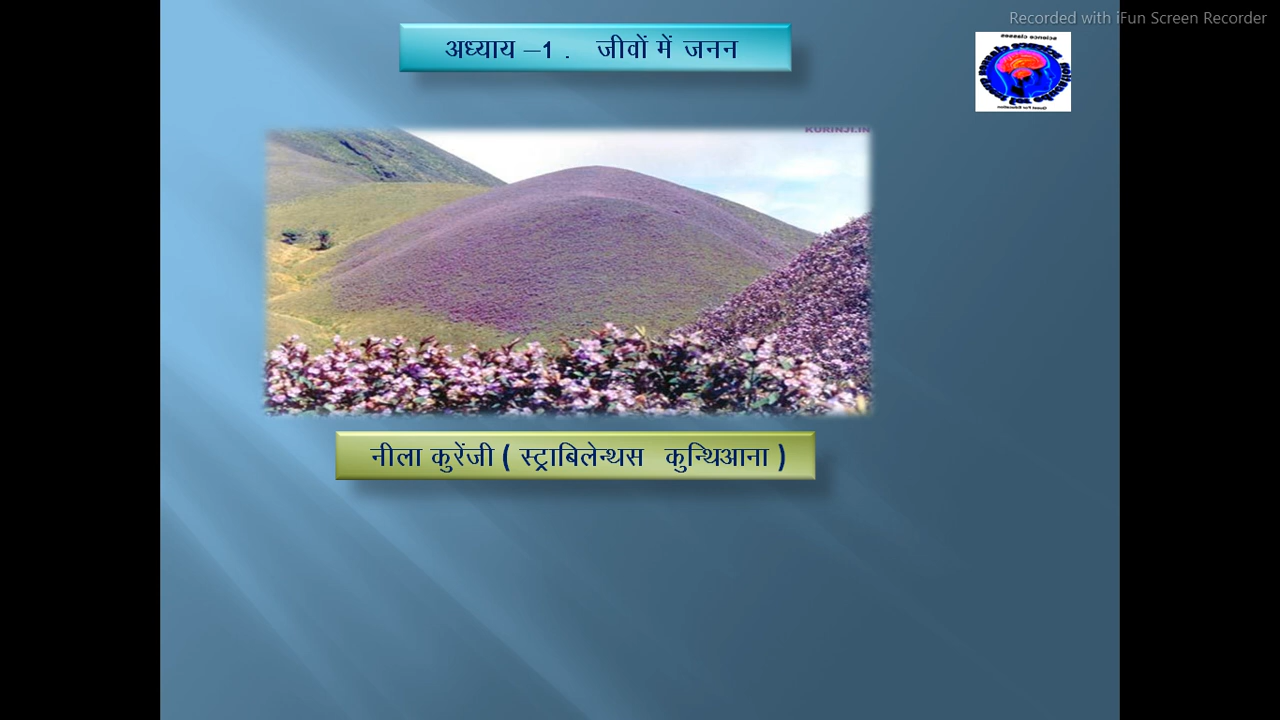 Recorded with iFun Screen Recorder
अध्याय –1 . जीवों में जनन
KURINJI.IN
नीला कुरेंजी ( स्ट्राबिलेन्थस कुन्थिआना )